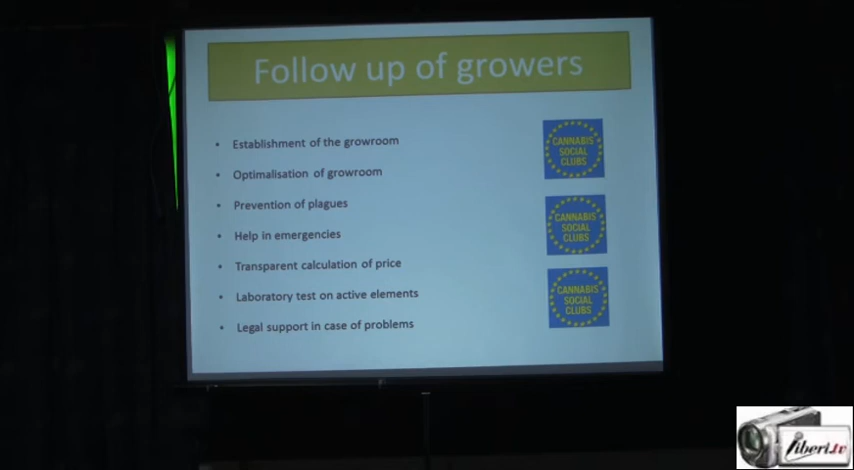 Follow up of growers
• Establishment of the growroom
• Optimalisation of growroom
• Prevention of plagues
• Help in emergencies
• Transparent calculation of price
• Laboratory test on active elements
• Legal support in case of problems
CANNABIS
SOCIAL
CLUBS
CANNABIS
SOCIAL
CLUBS
CANNABIS
SOCIAL
CLUBS
liberi.tv